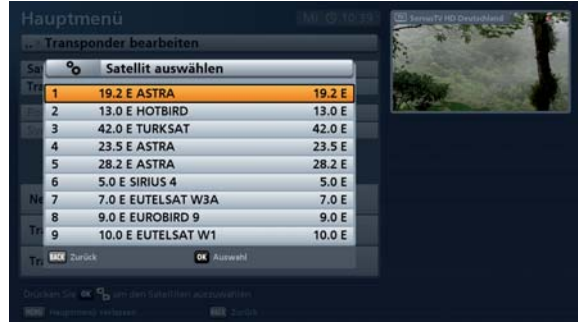 Hauptmenü
Mi. 10:39
ServusTV HD Deutschland
... Transponder bearbeiten
Satellit auswählen
1 19.2 E ASTRA 19.2 E
2 13.0 E HOTBIRD 13.0 E
3 42.0 E TURKSAT 42.0 E
4 23.5 E ASTRA 23.5 E
5 28.2 E ASTRA 28.2 E
6 5.0 E SIRIUS 4 5.0 E
7 7.0 E EUTELSAT W3A 7.0 E
8 9.0 E EUROBIRD 9 9.0 E
9 10.0 E EUTELSAT W1 10.0 E
BACK Zurück OK Auswahl
Drücken Sie OK um den Satelliten auszuwählen
MENU Hauptmenü verlassen BACK Zurück